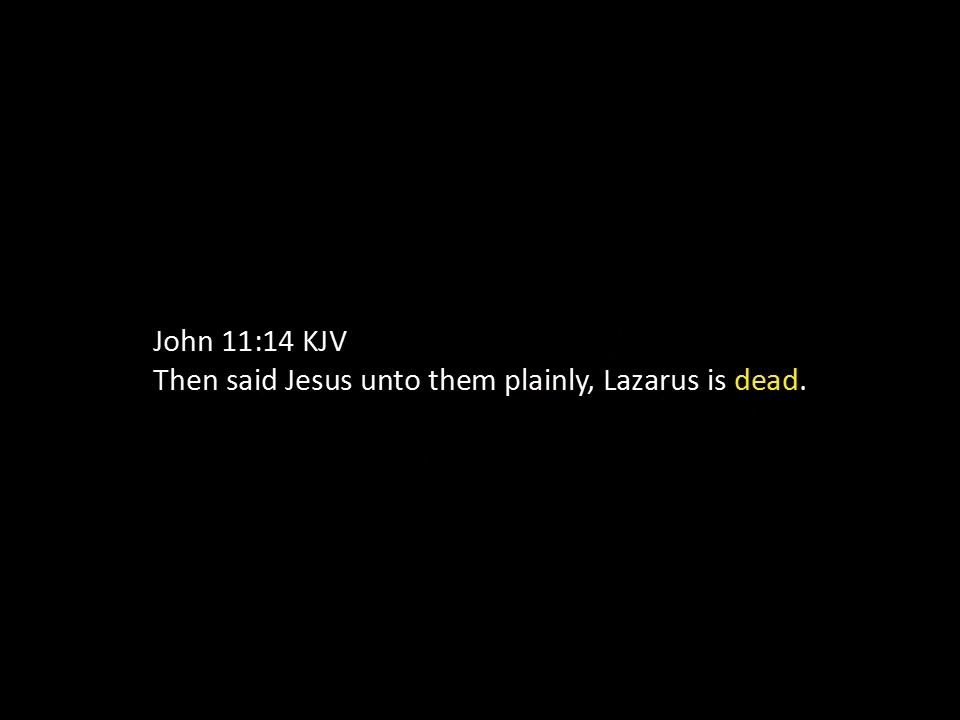 John 11:14 KJV
Then said Jesus unto them plainly, Lazarus is dead.